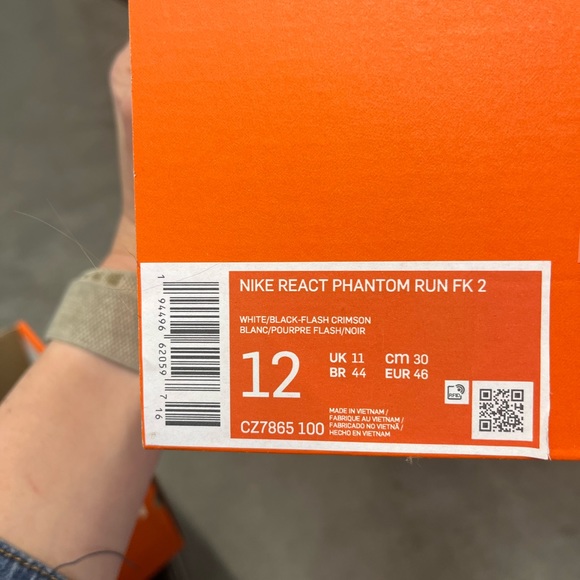 NIKE REACT PHANTOM RUN FK 2
WHITE/BLACK-FLASH CRIMSON
BLANC/POURPRE FLASH/NOIR
12
UK 11 cm 30
BR 44 EUR 46
CZ7865 100
MADE IN VIETNAM /
FABRIQUE AU VIETNAM /
FABRICADO NO VIETNÃ /
HECHO EN VIETNAM
RFID
1 94496 62059 7 16